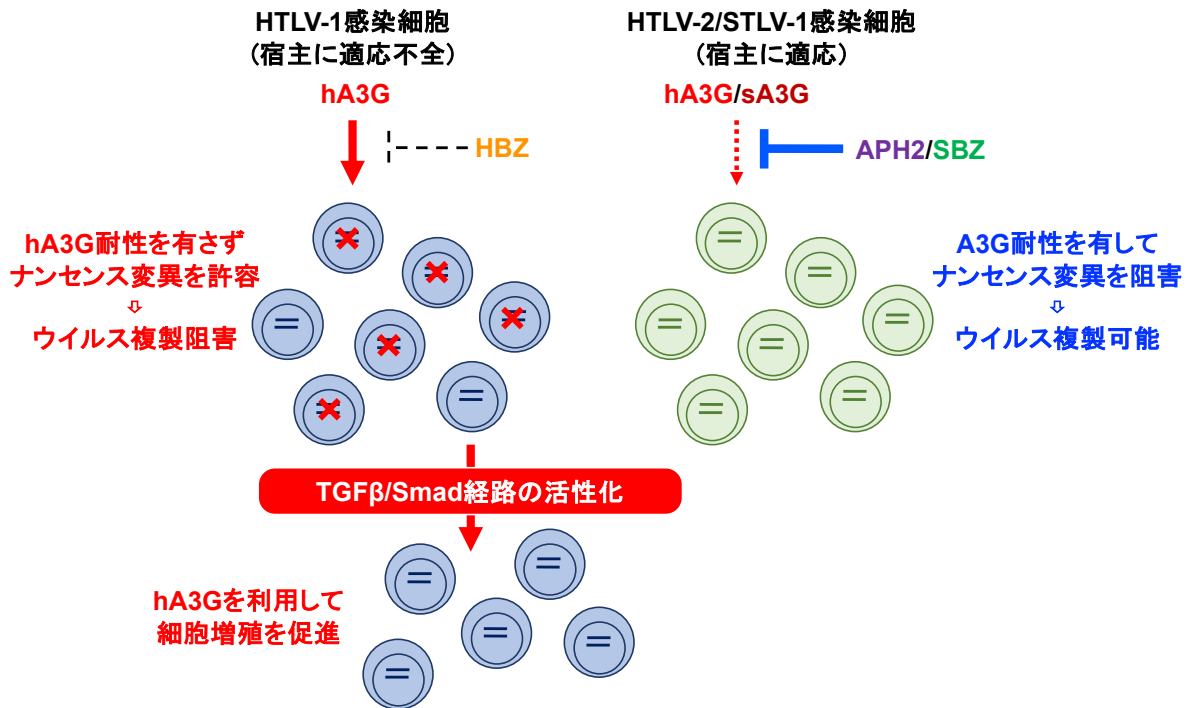 HTLV-1感染細胞
（宿主に適応不全）
hA3G
HBZ
hA3G耐性を有さず
ナンセンス変異を許容
⇩
ウイルス複製阻害
HTLV-2/STLV-1感染細胞
（宿主に適応）
hA3G/sA3G
APH2/SBZ
A3G耐性を有して
ナンセンス変異を阻害
⇩
ウイルス複製可能
TGFβ/Smad経路の活性化
hA3Gを利用して
細胞増殖を促進